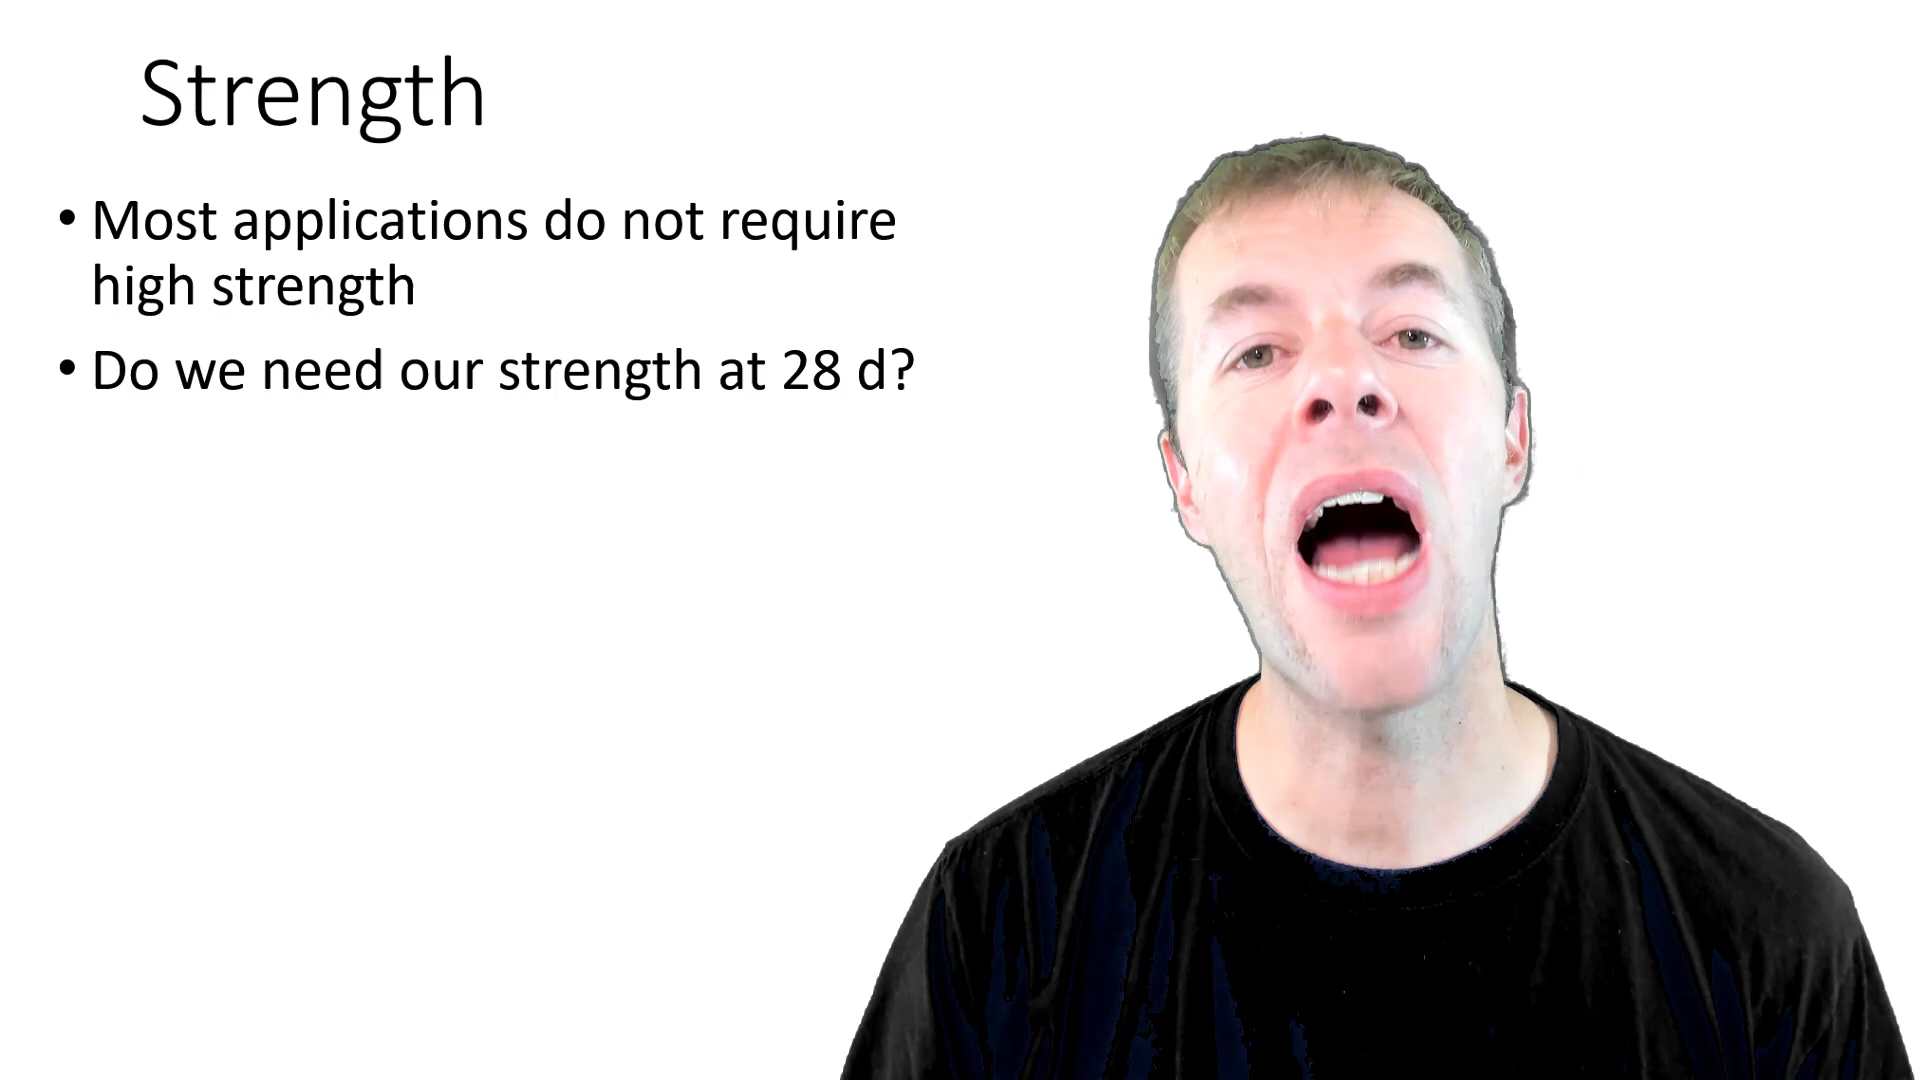 Strength
• Most applications do not require
high strength
• Do we need our strength at 28 d?